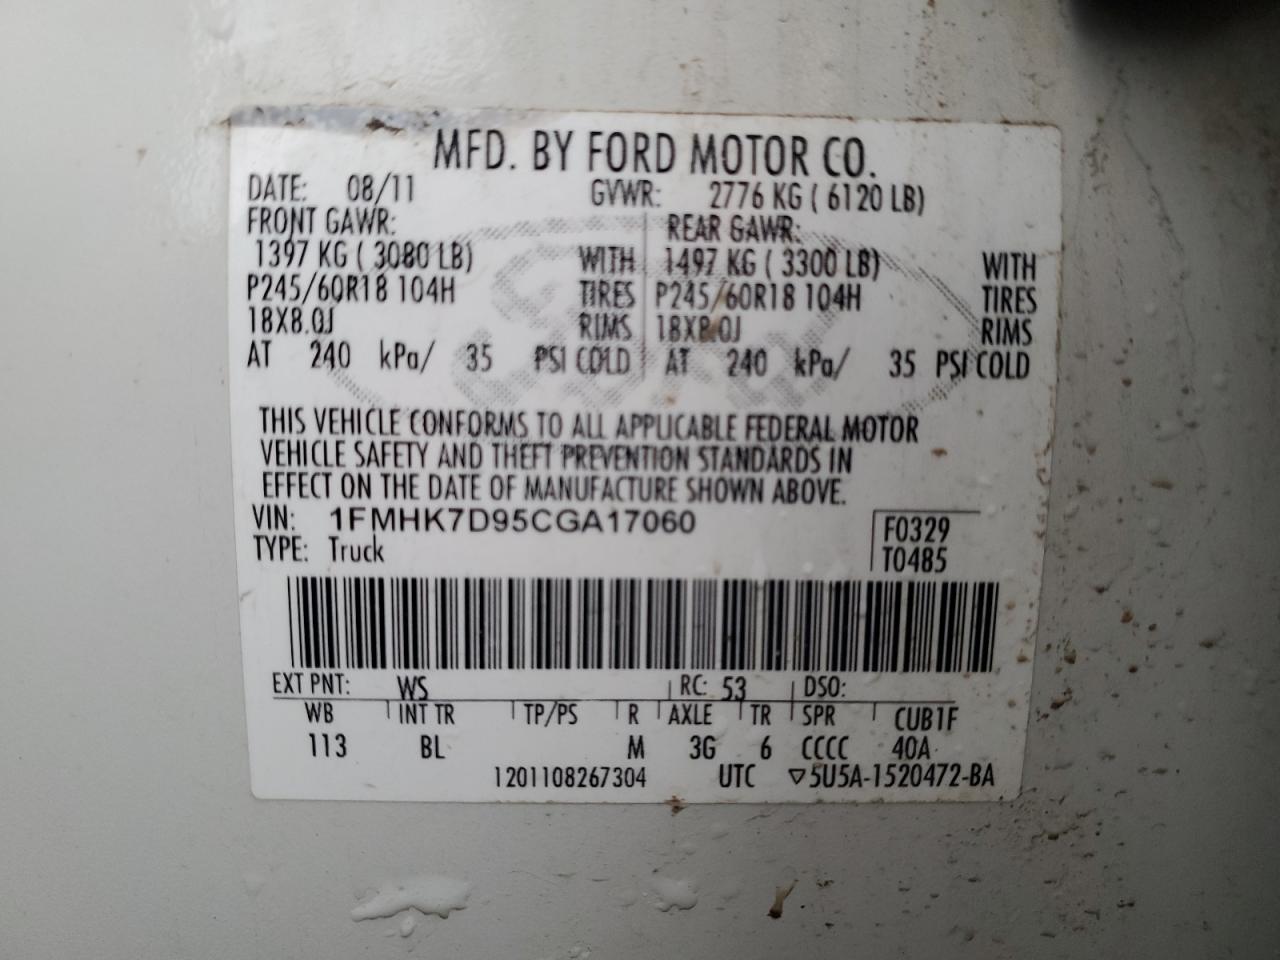 MFD. BY FORD MOTOR CO.
DATE: 08/11 GVWR: 2776 KG ( 6120 LB)
FRONT GAWR: REAR GAWR:
1397 KG ( 3080 LB) WITH 1497 KG ( 3300 LB) WITH
P245/60R18 104H TIRES P245/60R18 104H TIRES
18X8.0J RIMS 18X8.0J RIMS
AT 240 kPa/ 35 PSI COLD AT 240 kPa/ 35 PSI COLD
THIS VEHICLE CONFORMS TO ALL APPLICABLE FEDERAL MOTOR
VEHICLE SAFETY AND THEFT PREVENTION STANDARDS IN
EFFECT ON THE DATE OF MANUFACTURE SHOWN ABOVE.
VIN: 1FMHK7D95CGA17060 F0329
TYPE: Truck T0485
EXT PNT: WS RC: 53 DSO:
WB INT TR TP/PS R AXLE TR SPR CUB1F
113 BL M 3G 6 CCCC 40A
1201108267304 UTC ▽5U5A-1520472-BA